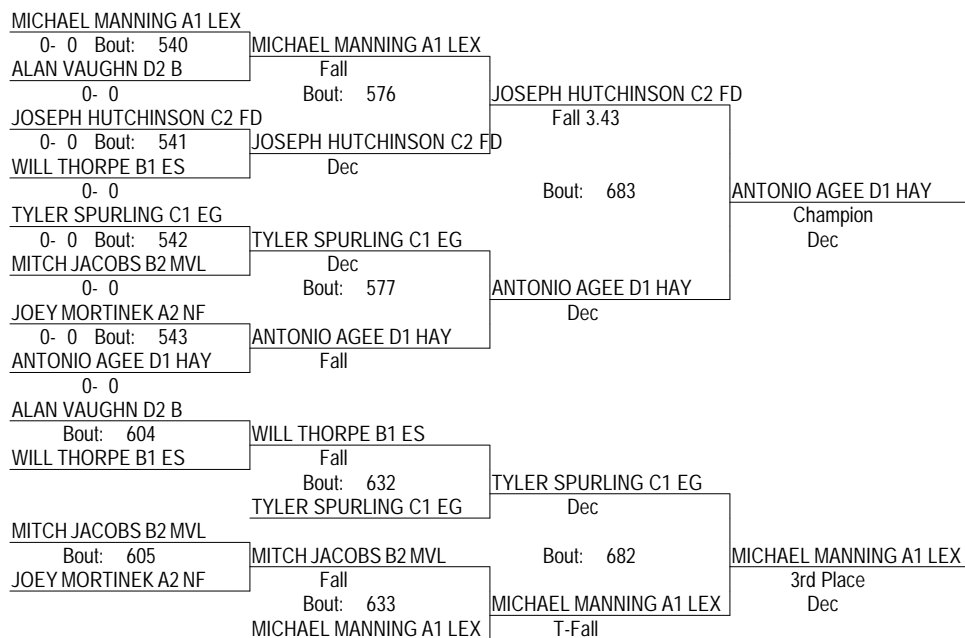 MICHAEL MANNING A1 LEX
0- 0 Bout: 540 MICHAEL MANNING A1 LEX
ALAN VAUGHN D2 B Fall
0- 0 Bout: 576 JOSEPH HUTCHINSON C2 FD
JOSEPH HUTCHINSON C2 FD Fall 3.43
0- 0 Bout: 541 JOSEPH HUTCHINSON C2 FD
WILL THORPE B1 ES Dec
0- 0 Bout: 683 ANTONIO AGEE D1 HAY
TYLER SPURLING C1 EG Champion
0- 0 Bout: 542 TYLER SPURLING C1 EG Dec
MITCH JACOBS B2 MVL Dec
0- 0 Bout: 577 ANTONIO AGEE D1 HAY
JOEY MORTINEK A2 NF Dec
0- 0 Bout: 543 ANTONIO AGEE D1 HAY
ANTONIO AGEE D1 HAY Fall
0- 0
ALAN VAUGHN D2 B
Bout: 604 WILL THORPE B1 ES
WILL THORPE B1 ES Fall
Bout: 632 TYLER SPURLING C1 EG
TYLER SPURLING C1 EG Dec
MITCH JACOBS B2 MVL
Bout: 605 MITCH JACOBS B2 MVL Bout: 682 MICHAEL MANNING A1 LEX
JOEY MORTINEK A2 NF Fall 3rd Place
Bout: 633 MICHAEL MANNING A1 LEX Dec
MICHAEL MANNING A1 LEX T-Fall